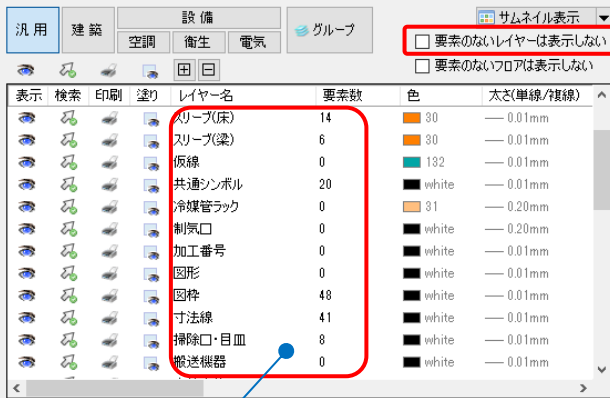 汎用 建築 設備 グループ サムネイル表示
空調 衛生 電気
要素のないレイヤーは表示しない
要素のないフロアは表示しない
表示 検索 印刷 塗り レイヤー名 要素数 色 太さ(単線/複線)
スリーブ(床) 14 30 0.01mm
スリーブ(梁) 6 30 0.01mm
仮線 0 132 0.01mm
共通シンボル 20 white 0.01mm
冷媒管ラック 0 31 0.20mm
制気口 0 white 0.20mm
加工番号 0 white 0.01mm
図形 0 white 0.01mm
図枠 48 white 0.01mm
寸法線 41 white 0.01mm
掃除口・目皿 8 white 0.01mm
搬送機器 0 white 0.01mm